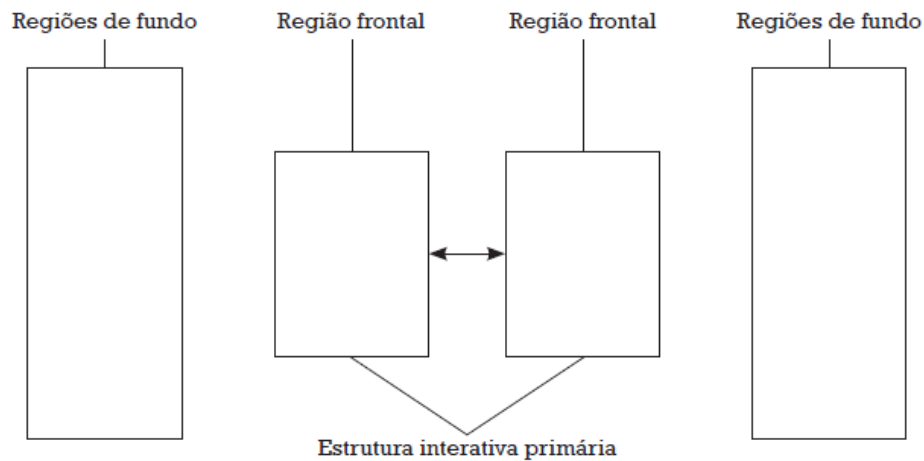 Regiões de fundo
Região frontal
Região frontal
Regiões de fundo
Estrutura interativa primária